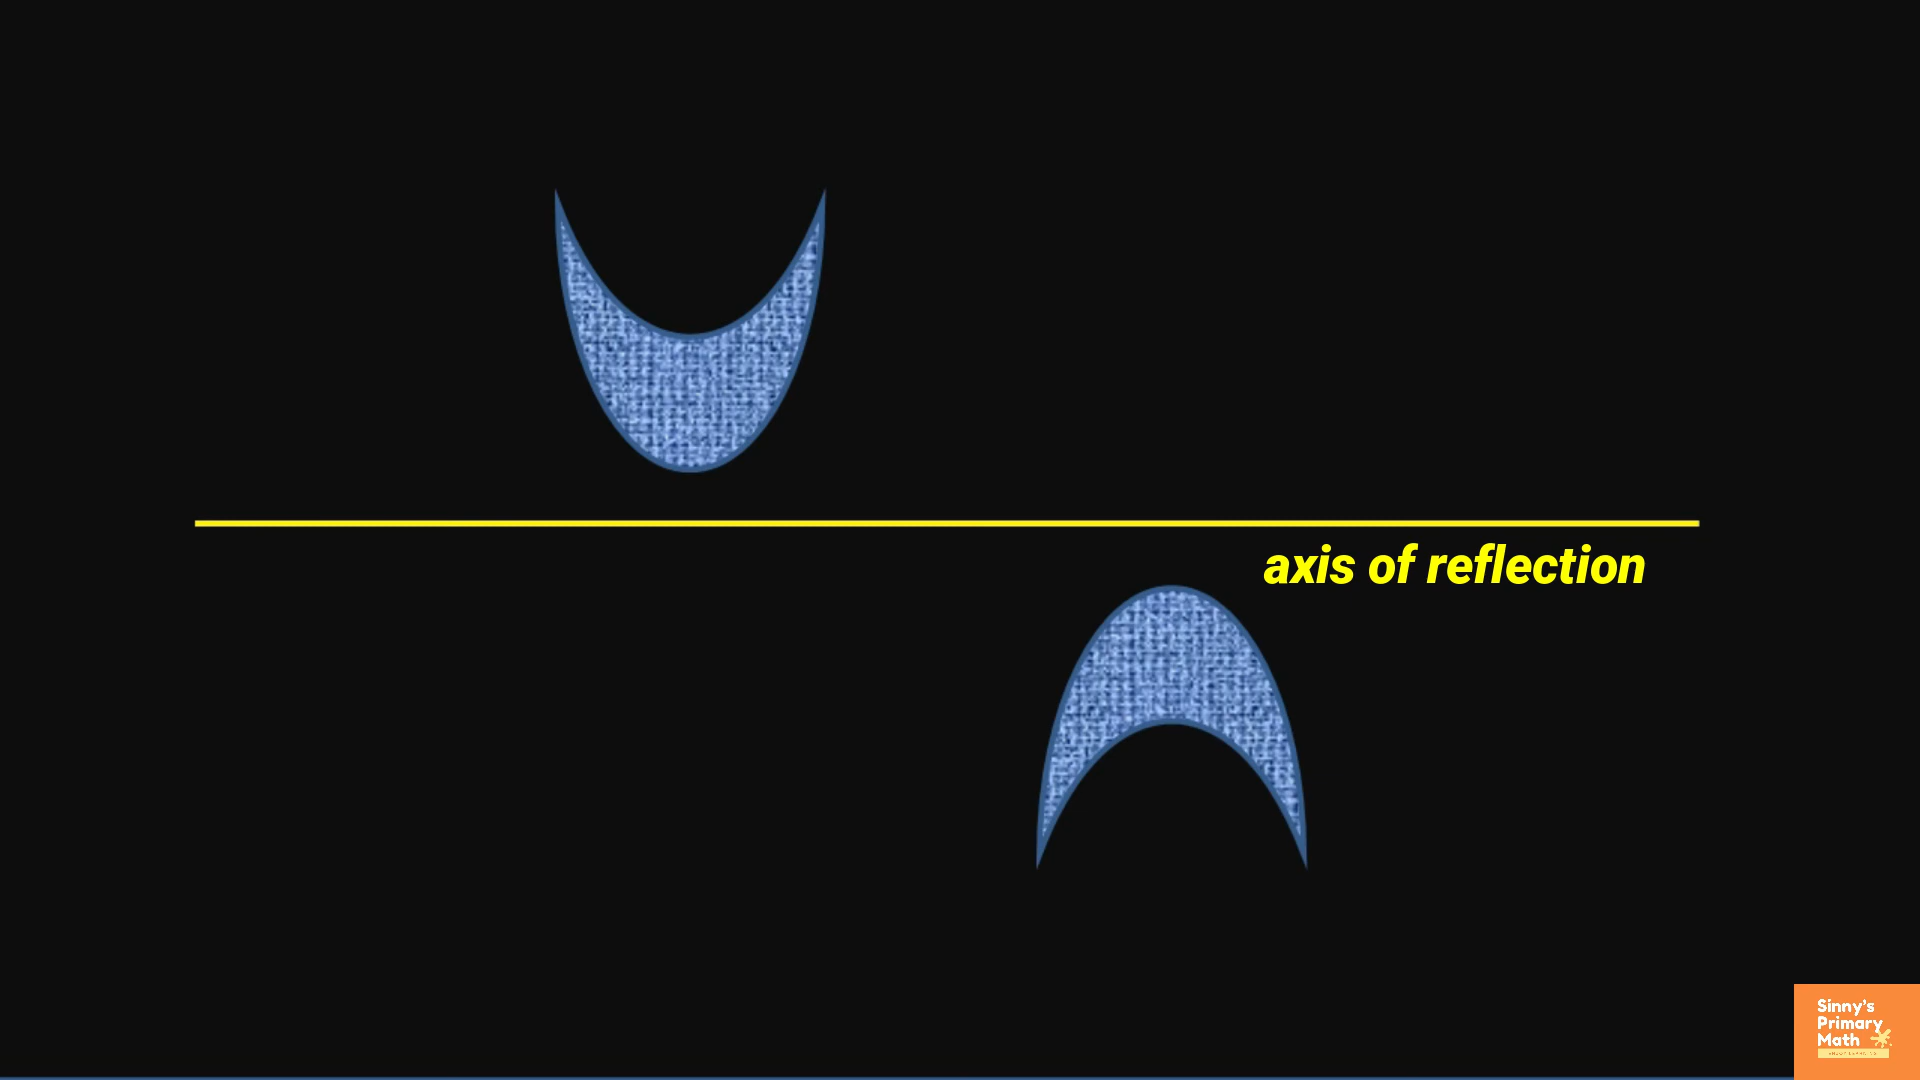 axis of reflection
Sinny's
Primary
Math